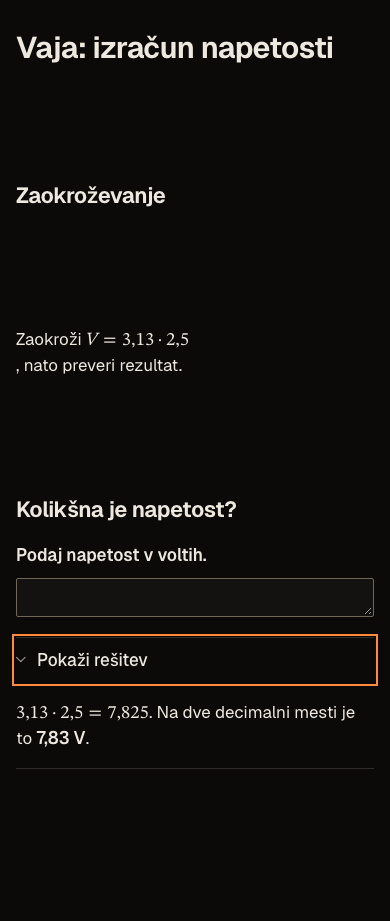 Vaja: izračun napetosti
Zaokroževanje
Zaokroži V = 3,13 · 2,5
, nato preveri rezultat.
Kolikšna je napetost?
Podaj napetost v voltih.
Pokaži rešitev
3,13 · 2,5 = 7,825. Na dve decimalni mesti je
to 7,83 V.